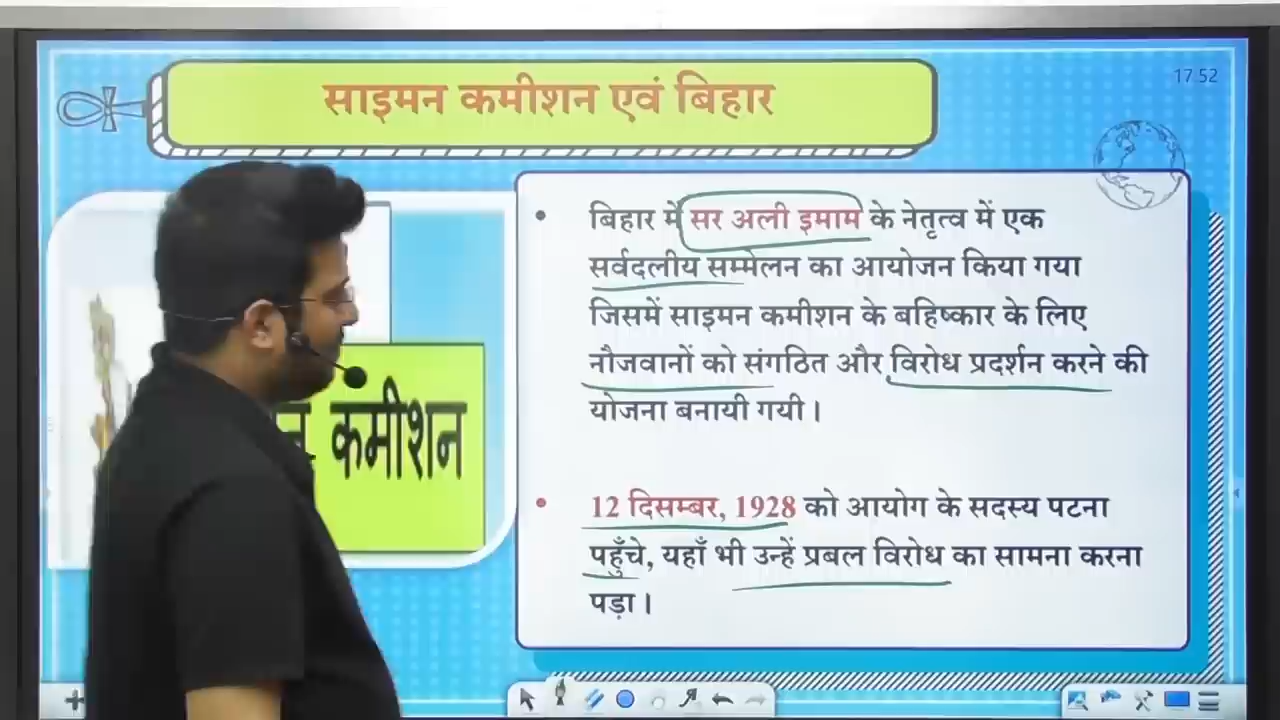 साइमन कमीशन एवं बिहार
17:52
• बिहार में सर अली इमाम के नेतृत्व में एक
सर्वदलीय सम्मेलन का आयोजन किया गया
जिसमें साइमन कमीशन के बहिष्कार के लिए
नौजवानों को संगठित और विरोध प्रदर्शन करने की
योजना बनायी गयी।
• 12 दिसम्बर, 1928 को आयोग के सदस्य पटना
पहुँचे, यहाँ भी उन्हें प्रबल विरोध का सामना करना
पड़ा।
कमीशन